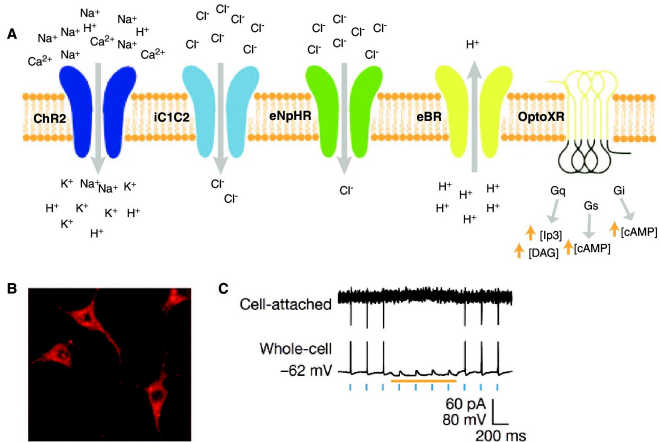 A
Na⁺
Na⁺ Na⁺ H⁺ Na⁺
Ca²⁺
Ca²⁺ Na⁺ Ca²⁺
Cl⁻ Cl⁻ Cl⁻
Cl⁻ Cl⁻ Cl⁻
Cl⁻ Cl⁻
Cl⁻ Cl⁻ Cl⁻
Cl⁻ Cl⁻ Cl⁻
Cl⁻ Cl⁻
H⁺
ChR2
iC1C2
eNpHR
eBR
OptoXR
K⁺ Na⁺ Na⁺ K⁺
H⁺ K⁺ K⁺ H⁺
H⁺
Cl⁻
Cl⁻
Cl⁻
H⁺ H⁺ H⁺
H⁺ H⁺ H⁺
Gq Gs Gi
[Ip3]
[DAG]
[cAMP]
[cAMP]
B
C
Cell-attached
Whole-cell
−62 mV
60 pA
80 mV
200 ms